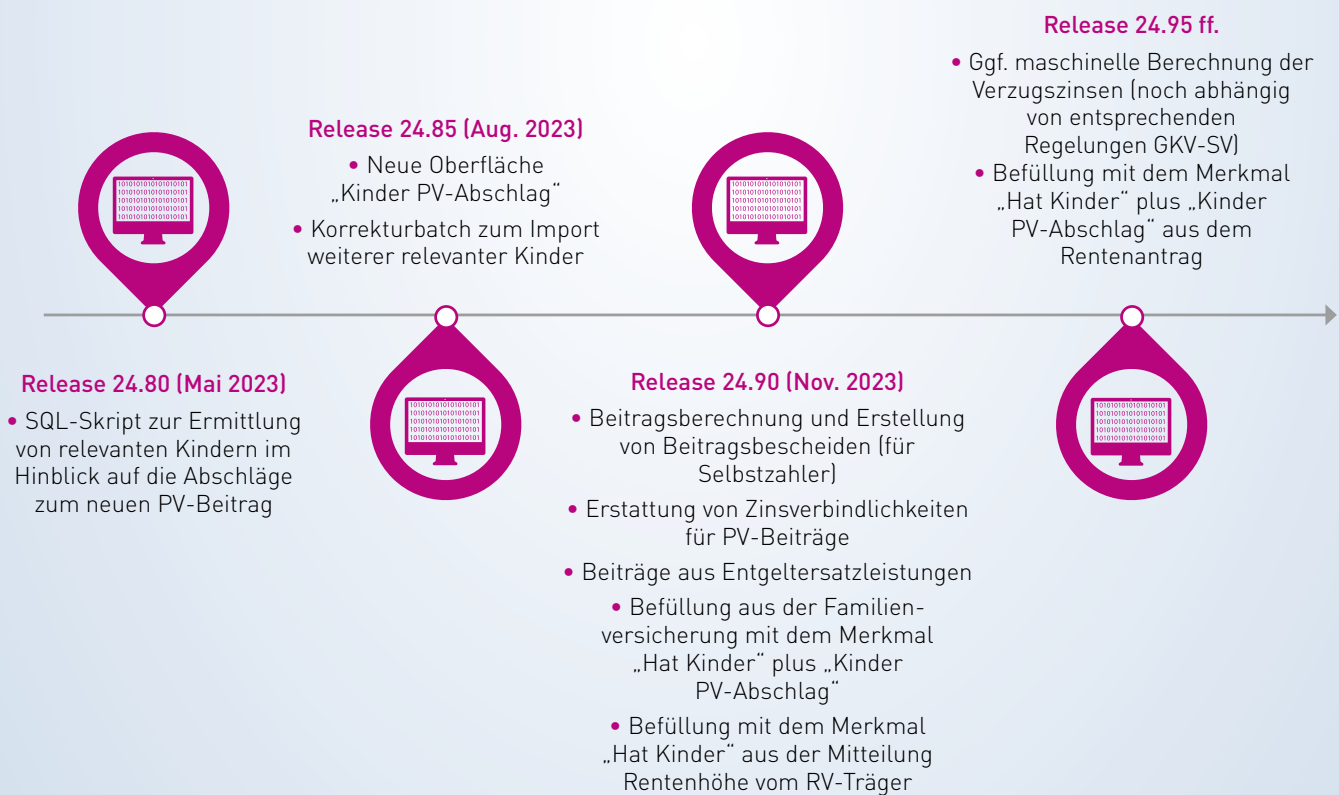 Release 24.80 (Mai 2023)
• SQL-Skript zur Ermittlung
von relevanten Kindern im
Hinblick auf die Abschläge
zum neuen PV-Beitrag
Release 24.85 (Aug. 2023)
• Neue Oberfläche
„Kinder PV-Abschlag“
• Korrekturbatch zum Import
weiterer relevanter Kinder
Release 24.90 (Nov. 2023)
• Beitragsberechnung und Erstellung
von Beitragsbescheiden (für
Selbstzahler)
• Erstattung von Zinsverbindlichkeiten
für PV-Beiträge
• Beiträge aus Entgeltersatzleistungen
• Befüllung aus der Familien-
versicherung mit dem Merkmal
„Hat Kinder“ plus „Kinder
PV-Abschlag“
• Befüllung mit dem Merkmal
„Hat Kinder“ aus der Mitteilung
Rentenhöhe vom RV-Träger
Release 24.95 ff.
• Ggf. maschinelle Berechnung der
Verzugszinsen (noch abhängig
von entsprechenden
Regelungen GKV-SV)
• Befüllung mit dem Merkmal
„Hat Kinder“ plus „Kinder
PV-Abschlag“ aus dem
Rentenantrag